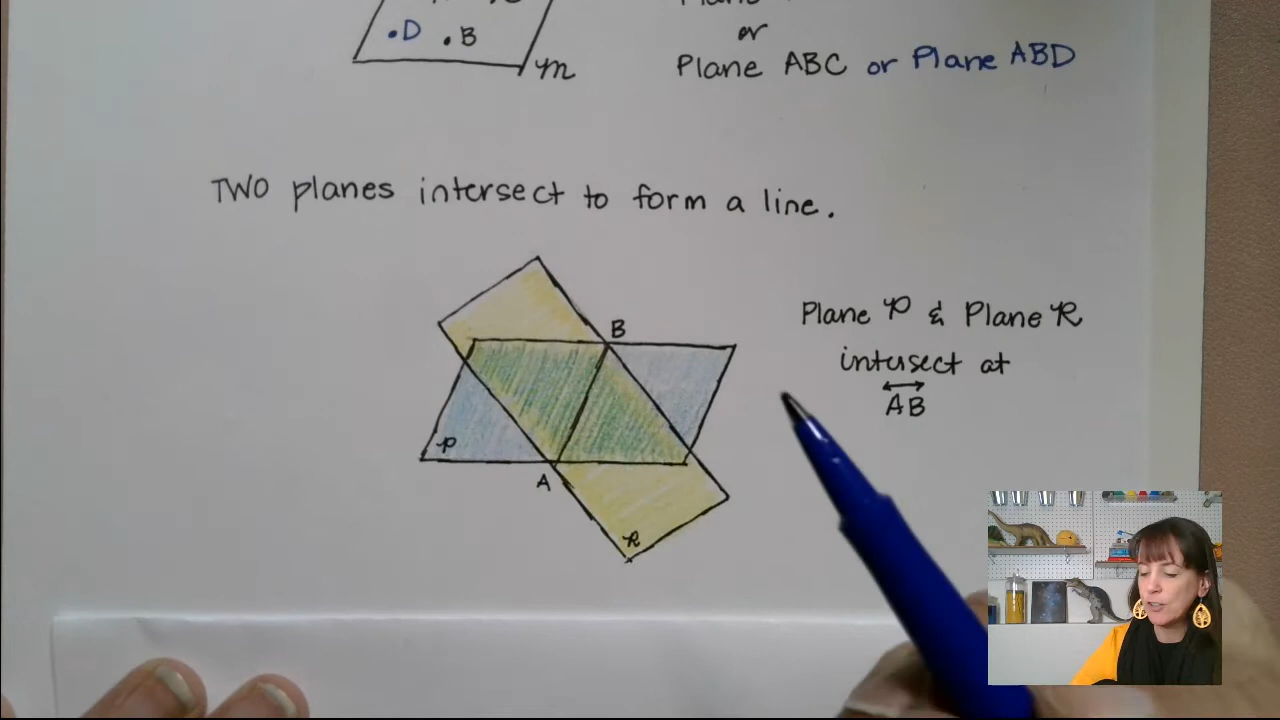 D
B
m
or
Plane ABC or Plane ABD
Two planes intersect to form a line.
B
P
A
R
Plane P & Plane R
intersect at
AB